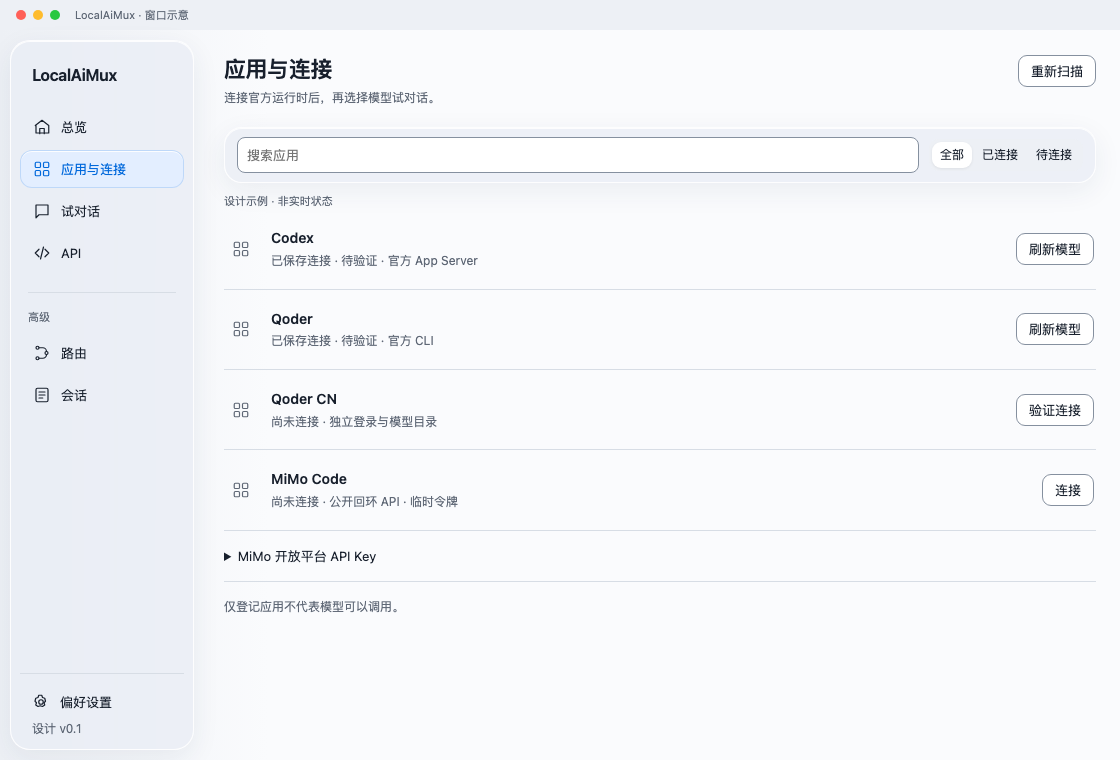 LocalAiMux · 窗口示意
LocalAiMux
总览
应用与连接
试对话
API
高级
路由
会话
偏好设置
设计 v0.1
应用与连接
连接官方运行时后，再选择模型试对话。
重新扫描
搜索应用
全部 已连接 待连接
设计示例 · 非实时状态
Codex
已保存连接 · 待验证 · 官方 App Server
刷新模型
Qoder
已保存连接 · 待验证 · 官方 CLI
刷新模型
Qoder CN
尚未连接 · 独立登录与模型目录
验证连接
MiMo Code
尚未连接 · 公开回环 API · 临时令牌
连接
MiMo 开放平台 API Key
仅登记应用不代表模型可以调用。